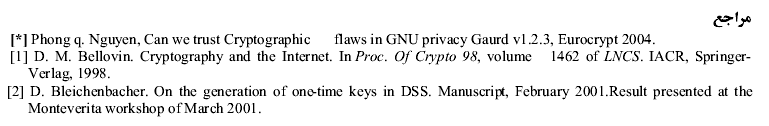 مراجع
[*] Phong q. Nguyen, Can we trust Cryptographic flaws in GNU privacy Gaurd v1.2.3, Eurocrypt 2004.
[1] D. M. Bellovin. Cryptography and the Internet. In Proc. Of Crypto 98, volume 1462 of LNCS. IACR, Springer-
Verlag, 1998.
[2] D. Bleichenbacher. On the generation of one-time keys in DSS. Manuscript, February 2001.Result presented at the
Monteverita workshop of March 2001.